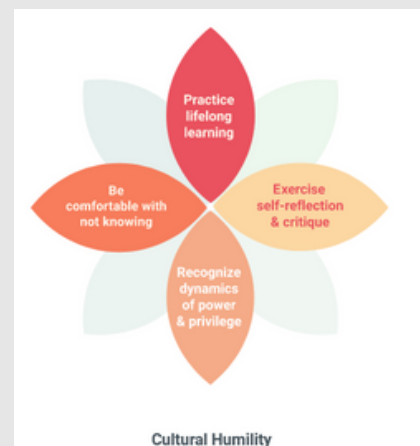 Practice
lifelong
learning
Be
comfortable with
not knowing
Exercise
self-reflection
& critique
Recognize
dynamics
of power
& privilege
Cultural Humility